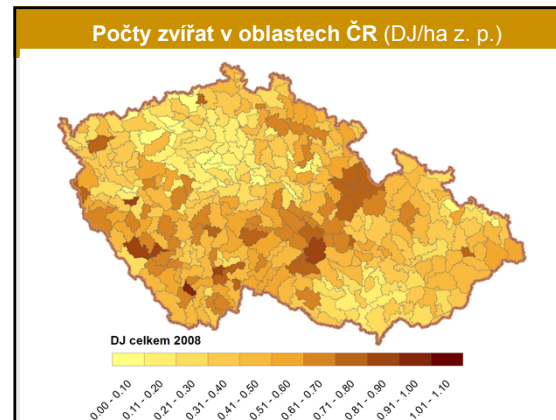 Počty zvířat v oblastech ČR (DJ/ha z. p.)
DJ celkem 2008
0.00 - 0.10
0.11 - 0.20
0.21 - 0.30
0.31 - 0.40
0.41 - 0.50
0.51 - 0.60
0.61 - 0.70
0.71 - 0.80
0.81 - 0.90
0.91 - 1.00
1.01 - 1.10